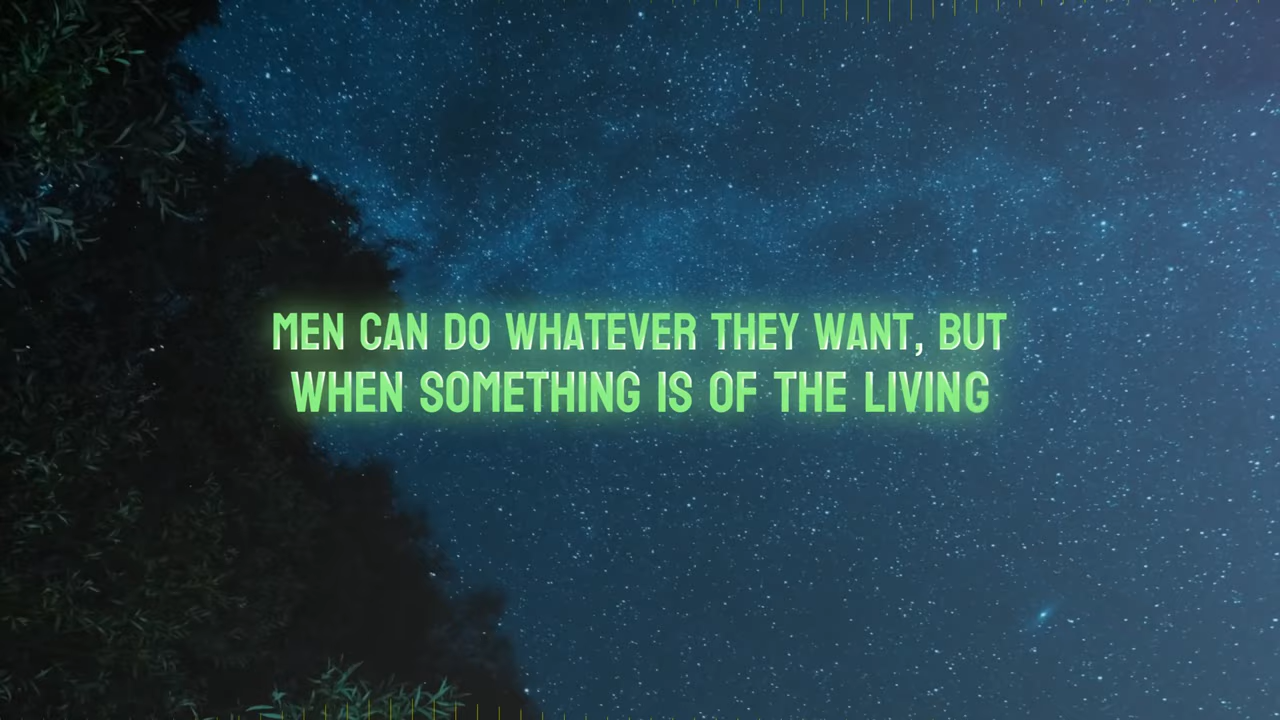 MEN CAN DO WHATEVER THEY WANT, BUT
WHEN SOMETHING IS OF THE LIVING